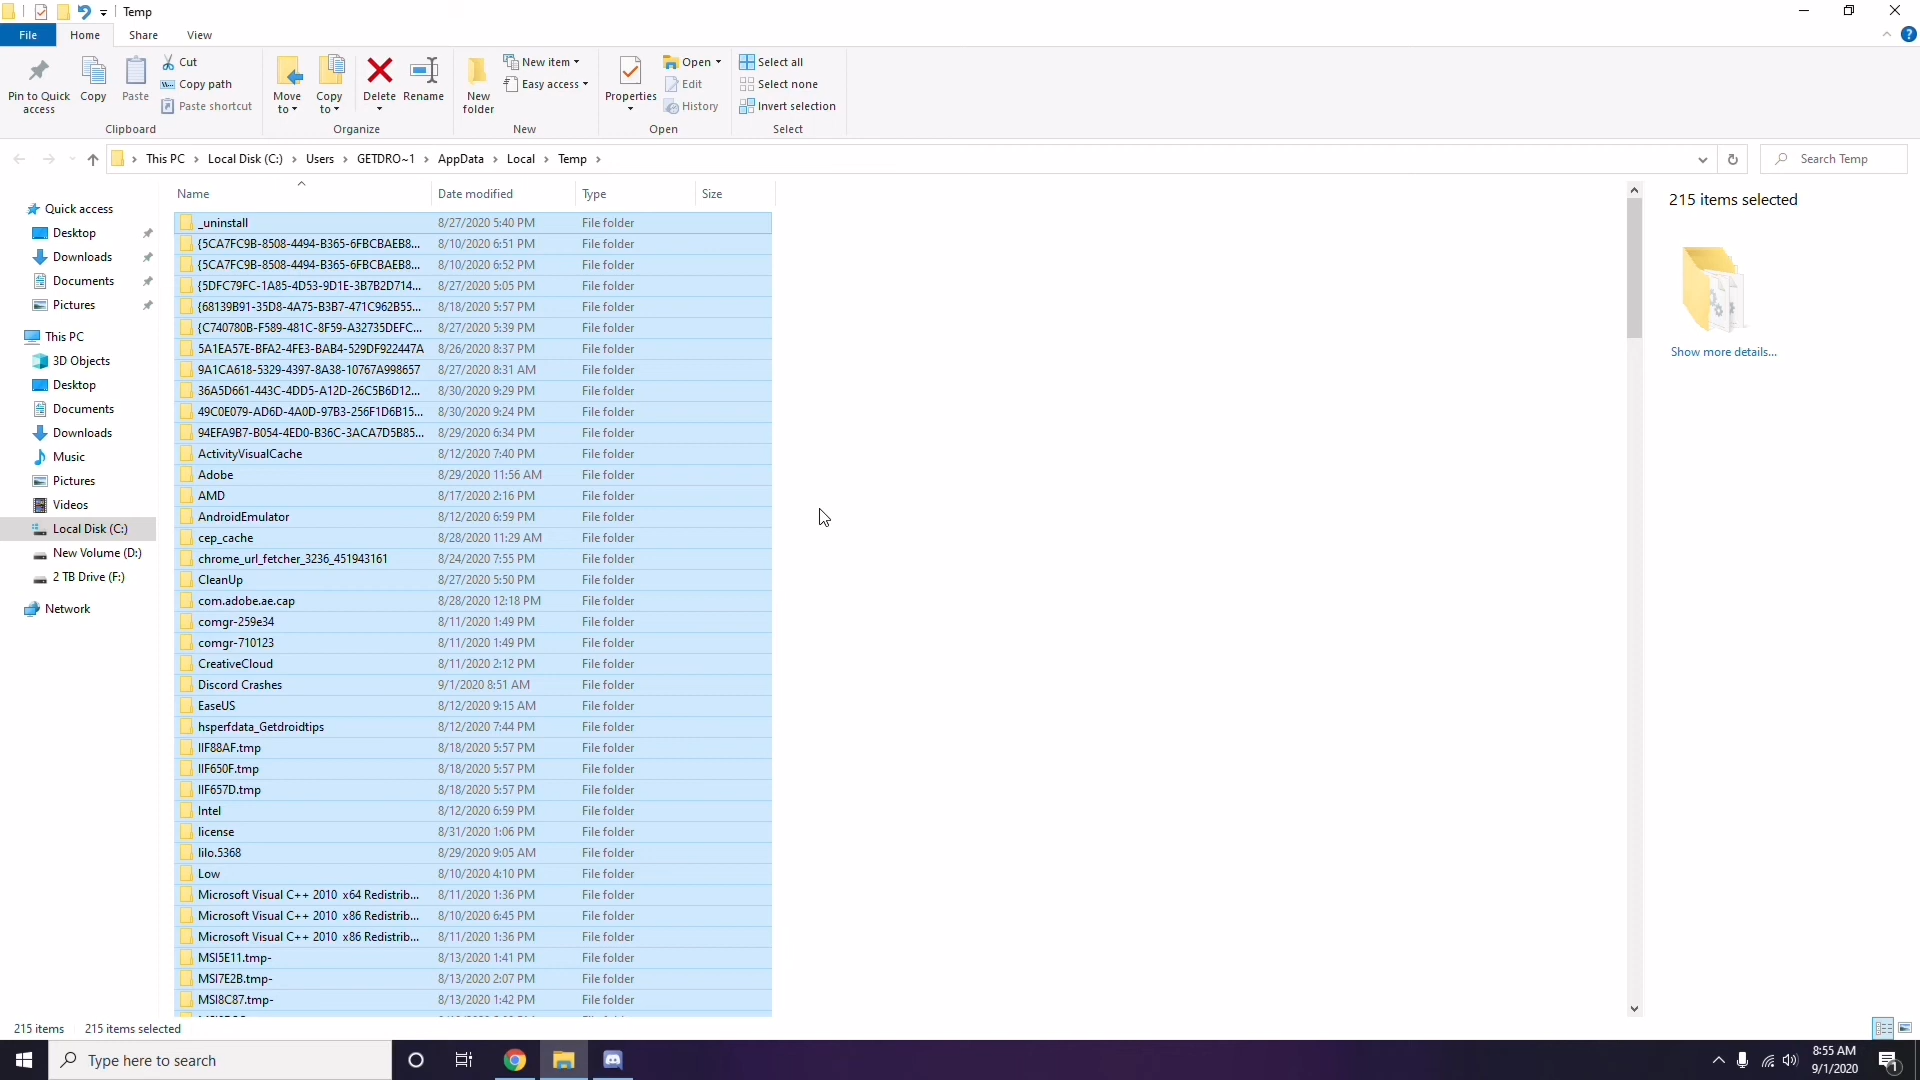 Temp
File Home Share View
Pin to Quick access
Copy
Paste
Cut
Copy path
Paste shortcut
Clipboard
Move to
Copy to
Delete
Rename
Organize
New folder
New item
Easy access
New
Properties
Open
Edit
History
Open
Select all
Select none
Invert selection
Select
This PC > Local Disk (C:) > Users > GETDRO~1 > AppData > Local > Temp >
Search Temp
Quick access
Desktop
Downloads
Documents
Pictures
This PC
3D Objects
Desktop
Documents
Downloads
Music
Pictures
Videos
Local Disk (C:)
New Volume (D:)
2 TB Drive (F:)
Network
Name Date modified Type Size
_uninstall 8/27/2020 5:40 PM File folder
{5CA7FC9B-8508-4494-B365-6FBCBAEB8... 8/10/2020 6:51 PM File folder
{5CA7FC9B-8508-4494-B365-6FBCBAEB8... 8/10/2020 6:52 PM File folder
{5DFC79FC-1A85-4D53-9D1E-3B7B2D714... 8/27/2020 5:05 PM File folder
{68139B91-35D8-4A75-B3B7-471C962B55... 8/18/2020 5:57 PM File folder
{C740780B-F589-481C-8F59-A32735DEFC... 8/27/2020 5:39 PM File folder
5A1EA57E-BFA2-4FE3-BAB4-529DF922447A 8/26/2020 8:37 PM File folder
9A1CA618-5329-4397-8A38-10767A998657 8/27/2020 8:31 AM File folder
36A5D661-443C-4DD5-A12D-26C5B6D12... 8/30/2020 9:29 PM File folder
49C0E079-AD6D-4A0D-97B3-256F1D6B15... 8/30/2020 9:24 PM File folder
94EFA9B7-B054-4ED0-B36C-3ACA7D5B85... 8/29/2020 6:34 PM File folder
ActivityVisualCache 8/12/2020 7:40 PM File folder
Adobe 8/29/2020 11:56 AM File folder
AMD 8/17/2020 2:16 PM File folder
AndroidEmulator 8/12/2020 6:59 PM File folder
cep_cache 8/28/2020 11:29 AM File folder
chrome_url_fetcher_3236_451943161 8/24/2020 7:55 PM File folder
CleanUp 8/27/2020 5:50 PM File folder
com.adobe.ae.cap 8/28/2020 12:18 PM File folder
comgr-259e34 8/11/2020 1:49 PM File folder
comgr-710123 8/11/2020 1:49 PM File folder
CreativeCloud 8/11/2020 2:12 PM File folder
Discord Crashes 9/1/2020 8:51 AM File folder
EaseUS 8/12/2020 9:15 AM File folder
hsperfdata_Getdroidtips 8/12/2020 7:44 PM File folder
IIF88AF.tmp 8/18/2020 5:57 PM File folder
IIF650F.tmp 8/18/2020 5:57 PM File folder
IIF657D.tmp 8/18/2020 5:57 PM File folder
Intel 8/12/2020 6:59 PM File folder
license 8/31/2020 1:06 PM File folder
lilo.5368 8/29/2020 9:05 AM File folder
Low 8/10/2020 4:10 PM File folder
Microsoft Visual C++ 2010 x64 Redistrib... 8/11/2020 1:36 PM File folder
Microsoft Visual C++ 2010 x86 Redistrib... 8/10/2020 6:45 PM File folder
Microsoft Visual C++ 2010 x86 Redistrib... 8/11/2020 1:36 PM File folder
MSI5E11.tmp- 8/13/2020 1:41 PM File folder
MSI7E2B.tmp- 8/13/2020 2:07 PM File folder
MSI8C87.tmp- 8/13/2020 1:42 PM File folder
215 items selected
Show more details...
215 items 215 items selected
Type here to search
8:55 AM
9/1/2020
1